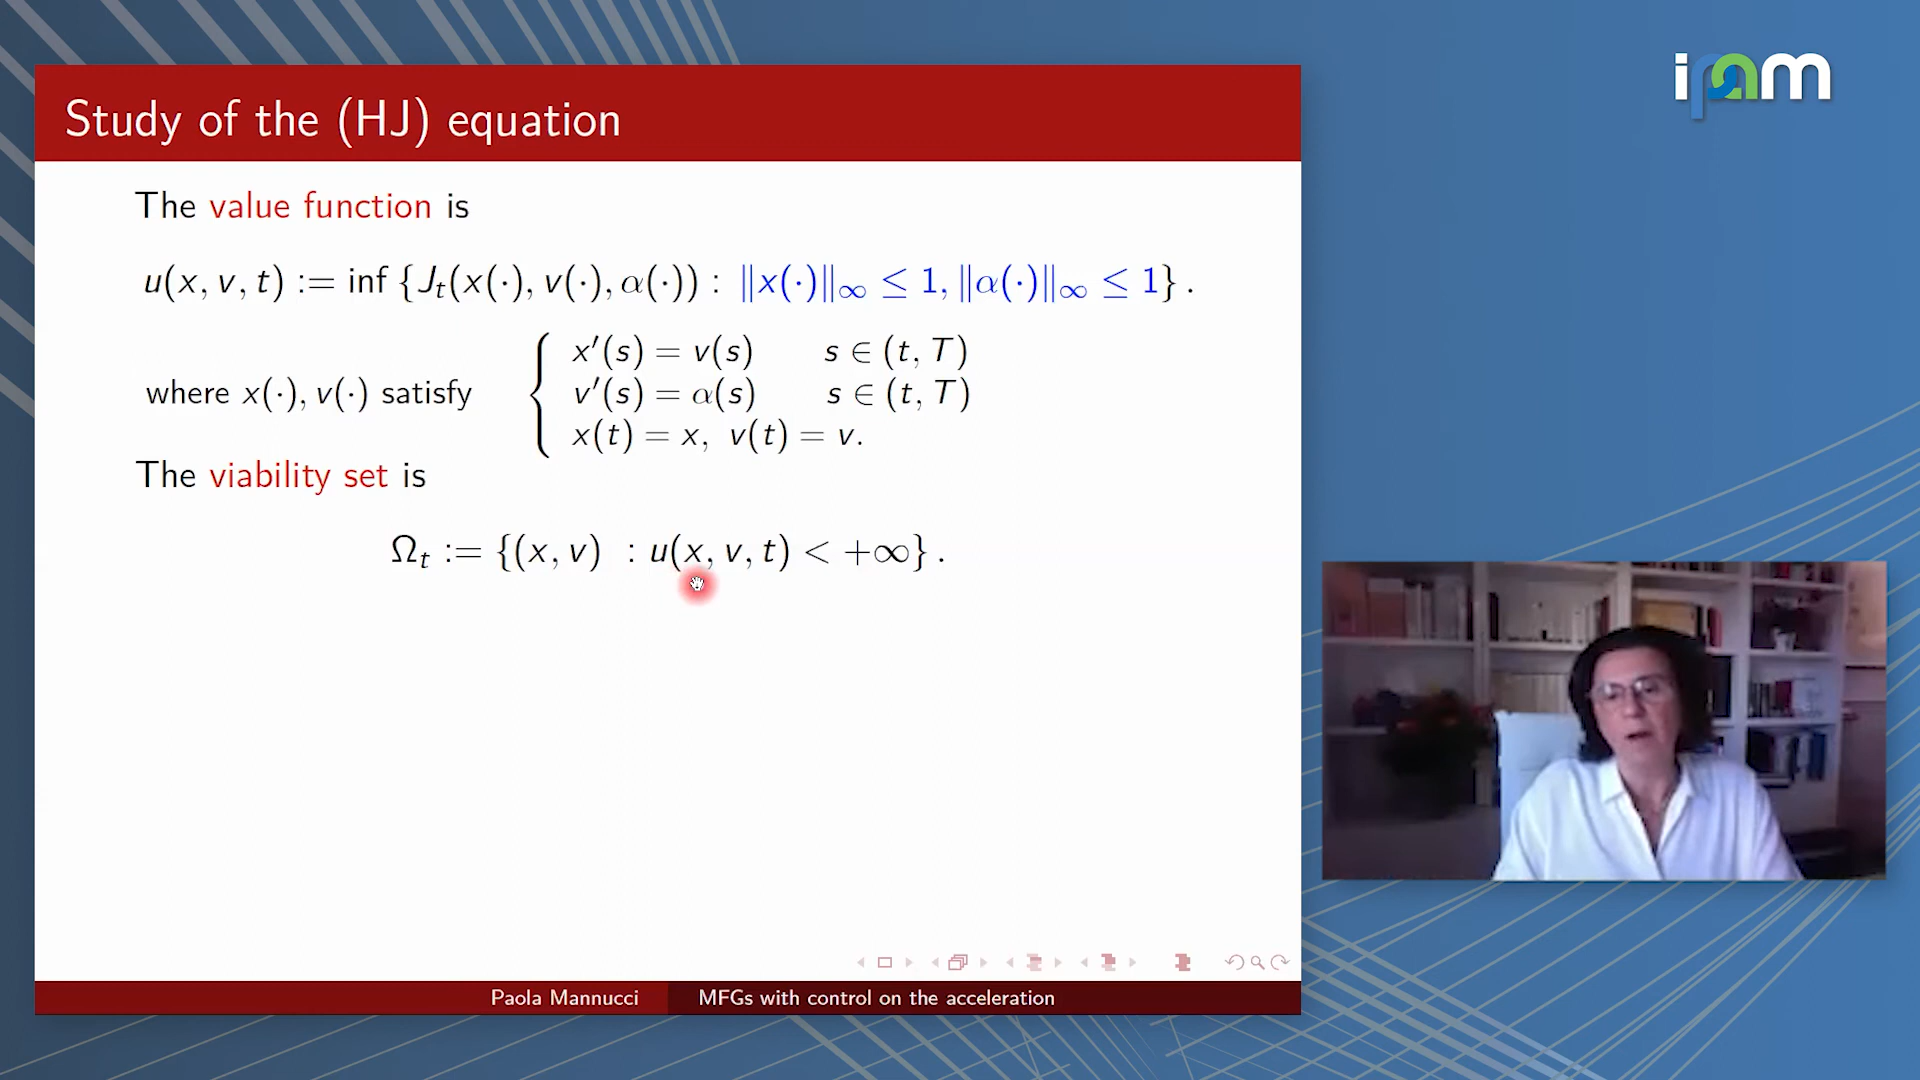 ipam
Study of the (HJ) equation
The value function is
u(x, v, t) := inf {J_t(x(·), v(·), α(·)) : ‖x(·)‖_∞ ≤ 1, ‖α(·)‖_∞ ≤ 1} .
where x(·), v(·) satisfy
x′(s) = v(s) s ∈ (t, T)
v′(s) = α(s) s ∈ (t, T)
x(t) = x, v(t) = v.
The viability set is
Ω_t := {(x, v) : u(x, v, t) < +∞} .
Paola Mannucci MFGs with control on the acceleration